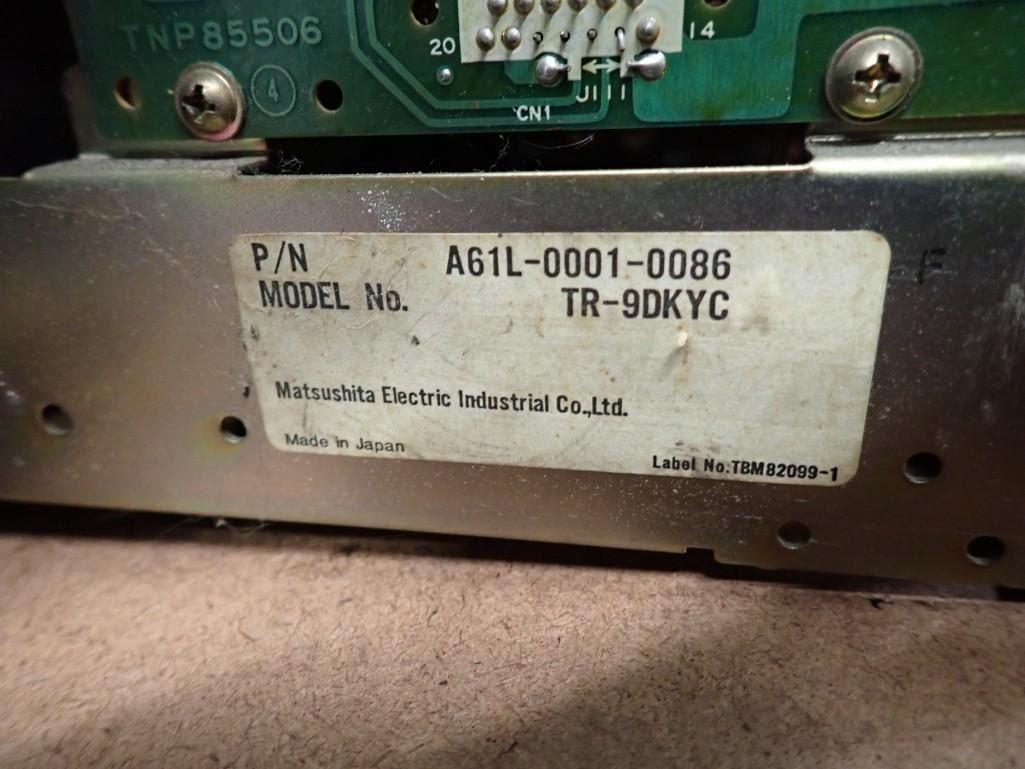 TNP85506
20
14
4
J111
CN1
P/N A61L-0001-0086
F
MODEL No. TR-9DKYC
Matsushita Electric Industrial Co.,Ltd.
Made in Japan
Label No.TBM82099-1